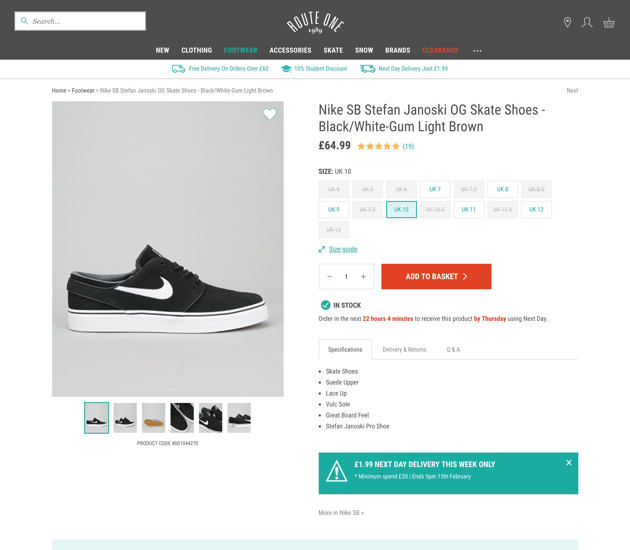 Search...
ROUTE ONE
1989
NEW CLOTHING FOOTWEAR ACCESSORIES SKATE SNOW BRANDS CLEARANCE ...
Free Delivery On Orders Over £60 10% Student Discount Next Day Delivery Just £1.99
Home > Footwear > Nike SB Stefan Janoski OG Skate Shoes - Black/White-Gum Light Brown
Next
Nike SB Stefan Janoski OG Skate Shoes -
Black/White-Gum Light Brown
£64.99 (19)
SIZE: UK 10
UK 4 UK 5 UK 6 UK 7 UK 7.5 UK 8 UK 8.5
UK 9 UK 9.5 UK 10 UK 10.5 UK 11 UK 11.5 UK 12
UK 13
Size guide
− 1 + ADD TO BASKET
IN STOCK
Order in the next 22 hours 4 minutes to receive this product by Thursday using Next Day.
Specifications Delivery & Returns Q & A
Skate Shoes
Suede Upper
Lace Up
Vulc Sole
Great Board Feel
Stefan Janoski Pro Shoe
PRODUCT CODE #001044270
£1.99 NEXT DAY DELIVERY THIS WEEK ONLY X
* Minimum spend £30 | Ends 5pm 15th February
More in Nike SB »